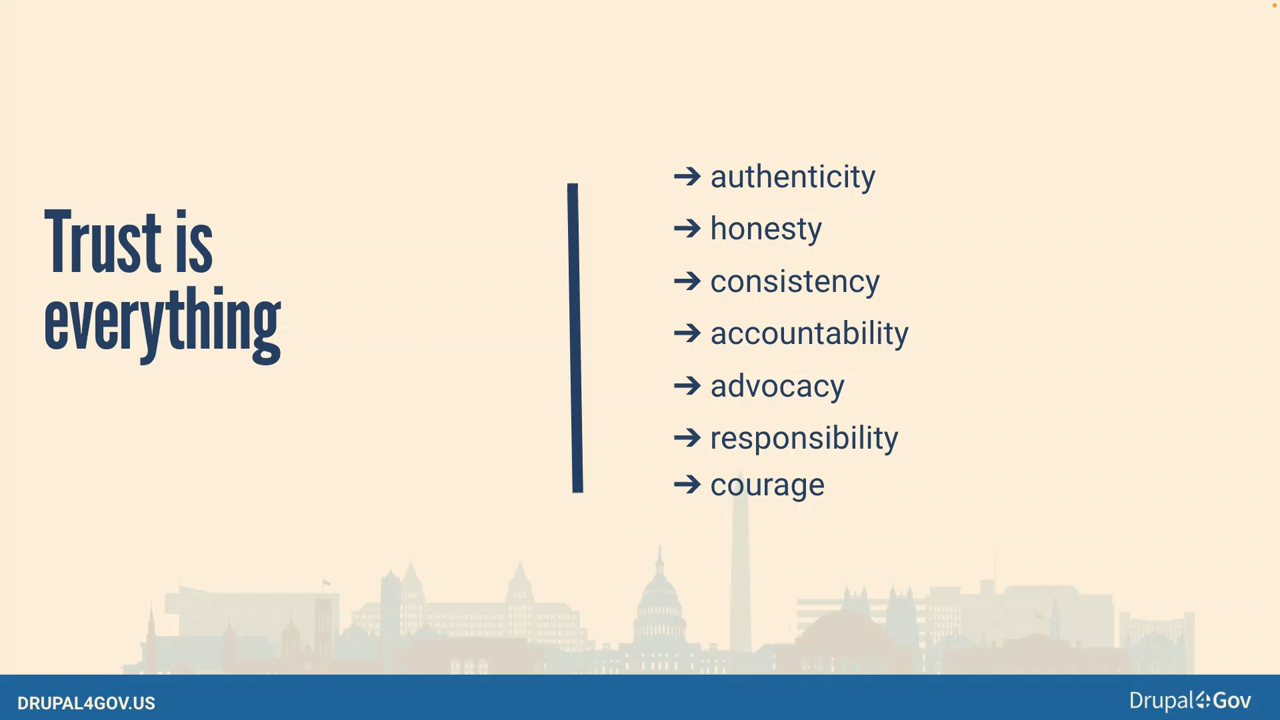 Trust is
everything
➔ authenticity
➔ honesty
➔ consistency
➔ accountability
➔ advocacy
➔ responsibility
➔ courage
DRUPAL4GOV.US
Drupal4Gov